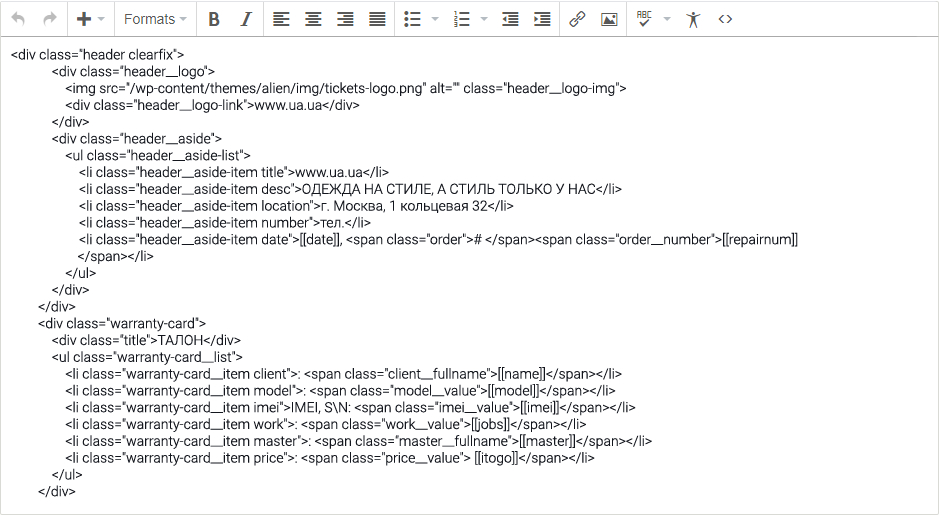 Formats B I ABC
<div class="header clearfix">
<div class="header__logo">
<img src="/wp-content/themes/alien/img/tickets-logo.png" alt="" class="header__logo-img">
<div class="header__logo-link">www.ua.ua</div>
</div>
<div class="header__aside">
<ul class="header__aside-list">
<li class="header__aside-item title">www.ua.ua</li>
<li class="header__aside-item desc">ОДЕЖДА НА СТИЛЕ, А СТИЛЬ ТОЛЬКО У НАС</li>
<li class="header__aside-item location">г. Москва, 1 кольцевая 32</li>
<li class="header__aside-item number">тел.</li>
<li class="header__aside-item date">[[date]], <span class="order"># </span><span class="order__number">[[repairnum]]
</span></li>
</ul>
</div>
</div>
<div class="warranty-card">
<div class="title">ТАЛОН</div>
<ul class="warranty-card__list">
<li class="warranty-card__item client">: <span class="client__fullname">[[name]]</span></li>
<li class="warranty-card__item model">: <span class="model__value">[[model]]</span></li>
<li class="warranty-card__item imei">IMEI, S\N: <span class="imei__value">[[imei]]</span></li>
<li class="warranty-card__item work">: <span class="work__value">[[jobs]]</span></li>
<li class="warranty-card__item master">: <span class="master__fullname">[[master]]</span></li>
<li class="warranty-card__item price">: <span class="price__value"> [[itogo]]</span></li>
</ul>
</div>